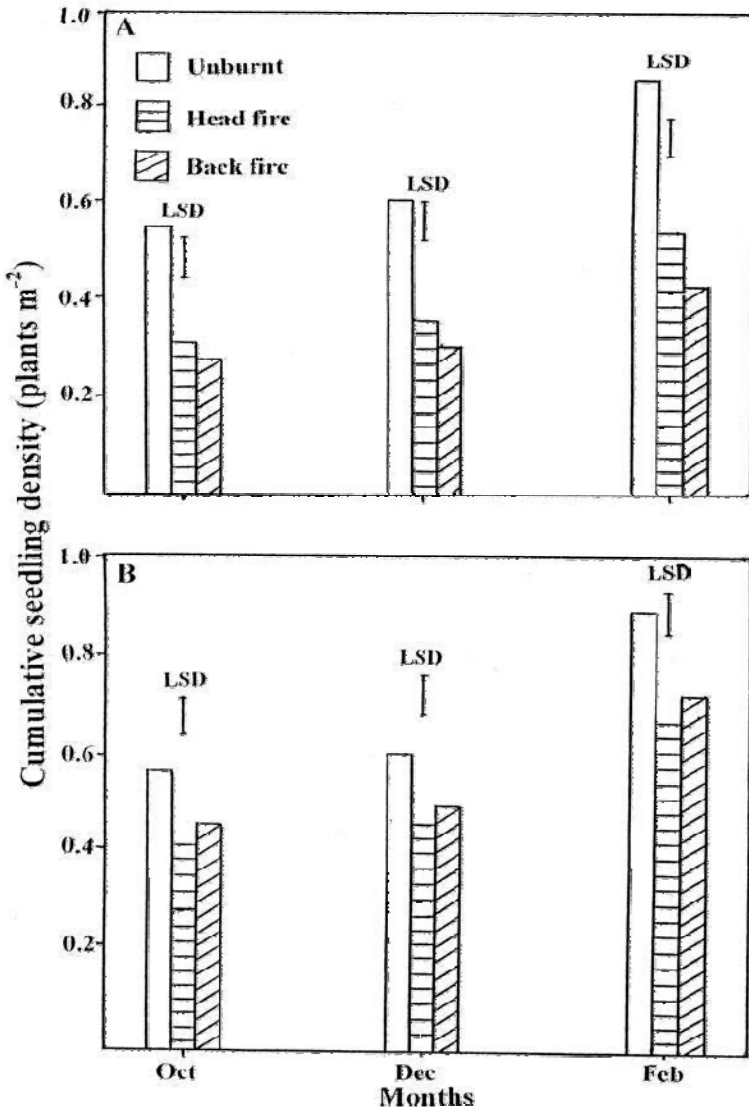 Cumulative seedling density (plants m⁻²)
1.0
0.8
0.6
0.4
0.2
A
Unburnt
Head fire
Back fire
LSD
LSD
LSD
1.0
0.8
0.6
0.4
0.2
B
LSD
LSD
LSD
Oct
Dec
Feb
Months